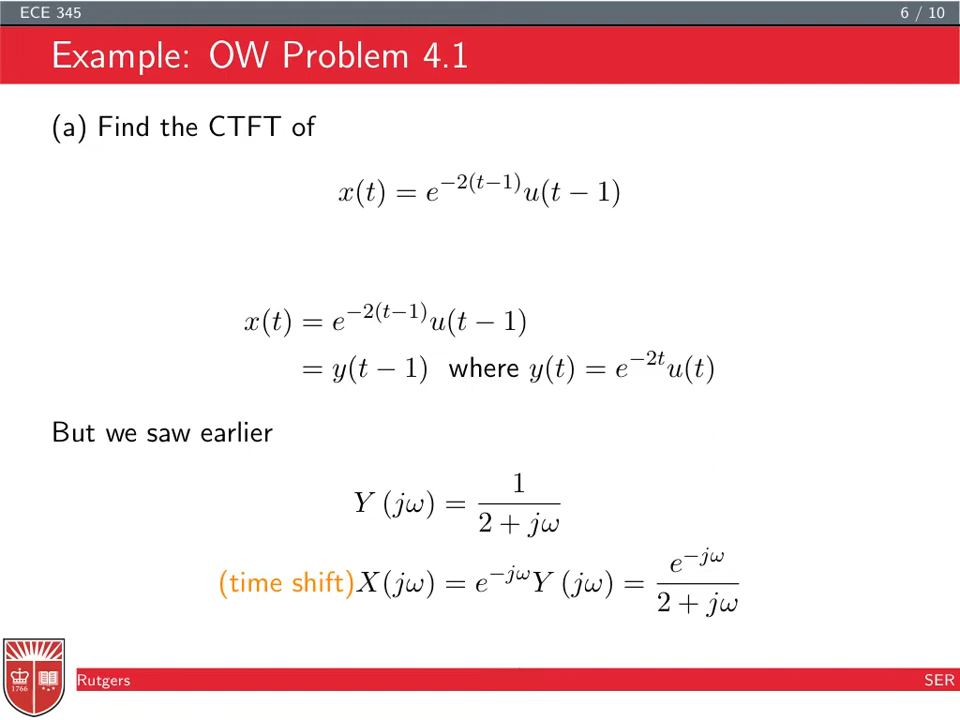 ECE 345
6 / 10
Example: OW Problem 4.1
(a) Find the CTFT of
x(t) = e^{−2(t−1)}u(t − 1)
x(t) = e^{−2(t−1)}u(t − 1)
= y(t − 1) where y(t) = e^{−2t}u(t)
But we saw earlier
Y (jω) = \frac{1}{2 + jω}
(time shift)X(jω) = e^{−jω}Y (jω) = \frac{e^{−jω}}{2 + jω}
1766
Rutgers
SER